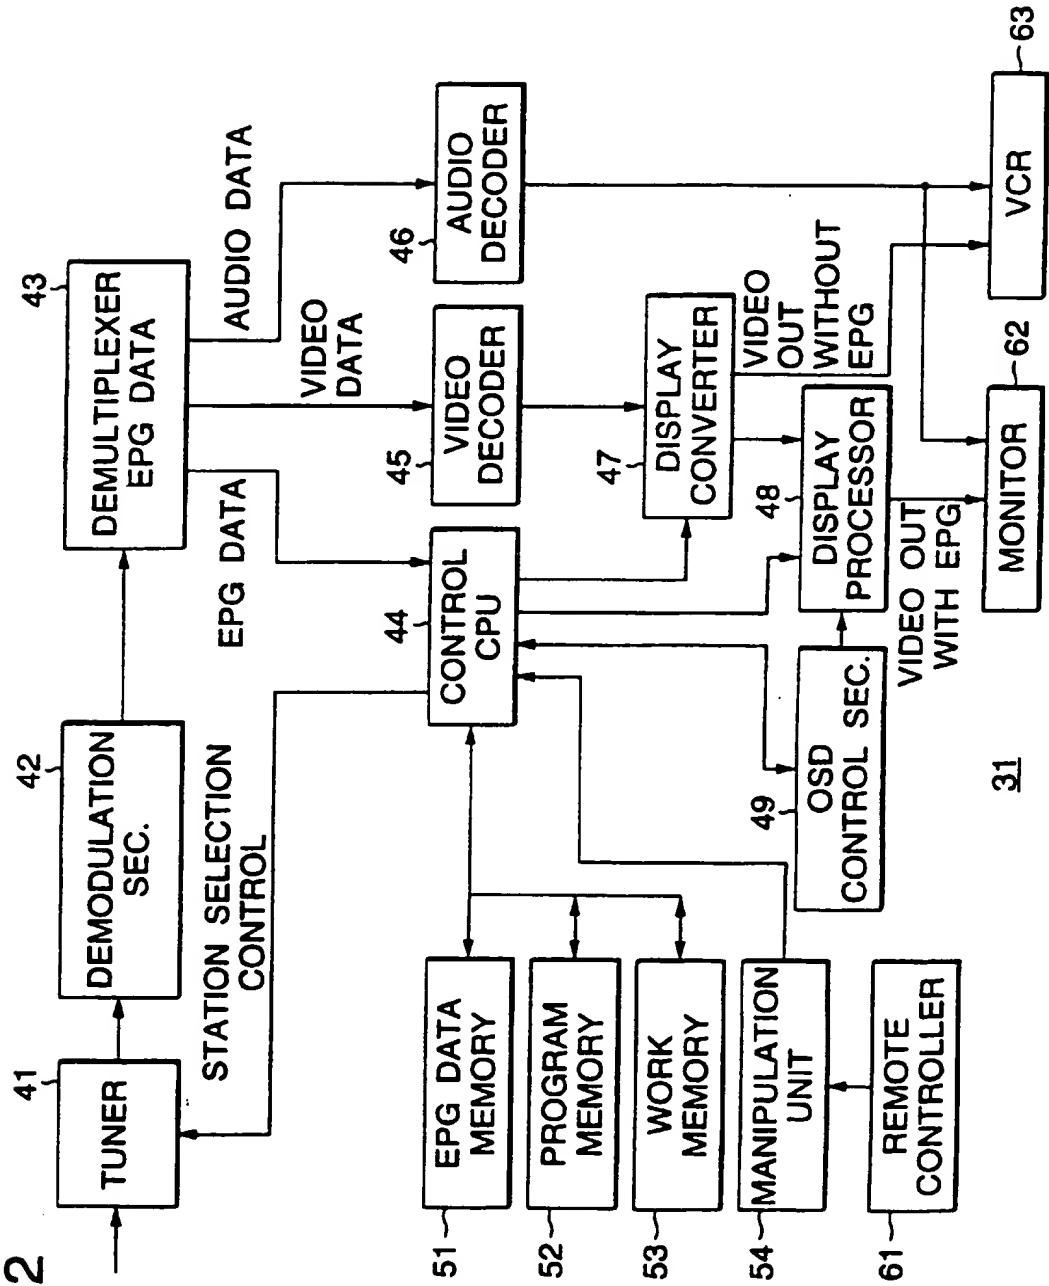 2
41
TUNER
42
DEMODULATION
SEC.
43
DEMULTIPLEXER
EPG DATA
STATION SELECTION
CONTROL
EPG DATA
VIDEO
DATA
AUDIO DATA
44
CONTROL
CPU
45
VIDEO
DECODER
46
AUDIO
DECODER
51
EPG DATA
MEMORY
52
PROGRAM
MEMORY
53
WORK
MEMORY
54
MANIPULATION
UNIT
61
REMOTE
CONTROLLER
47
DISPLAY
CONVERTER
VIDEO
OUT
WITHOUT
EPG
48
DISPLAY
PROCESSOR
49
OSD
CONTROL SEC.
VIDEO OUT
WITH EPG
62
MONITOR
63
VCR
31